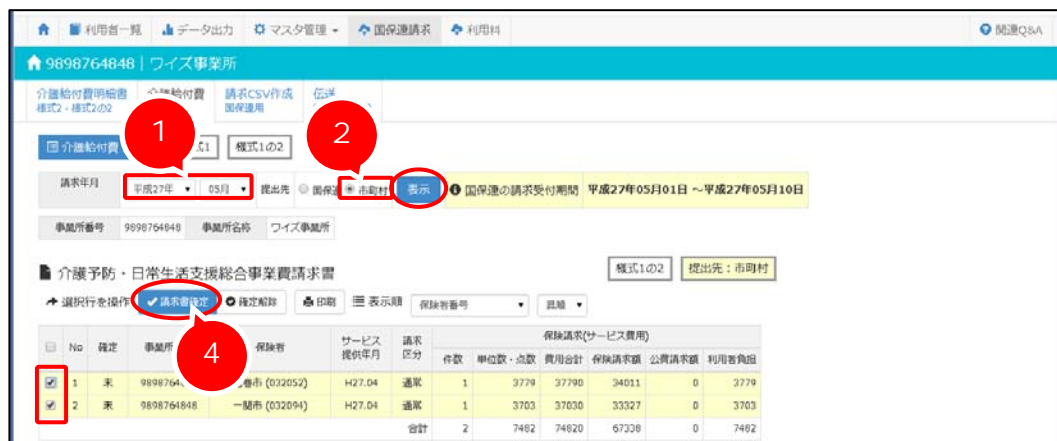 利用者一覧 データ出力 マスタ管理 国保連請求 利用料 関連Q&A
9898764848 | ワイズ事業所
介護給付費明細書 介護給付費 請求CSV作成 伝送
様式2・様式2の2 国保連用
介護給付費 様式1の2
1
2
請求年月 平成27年 05月 提出先 国保連 市町村 表示 国保連の請求受付期間 平成27年05月01日 ～平成27年05月10日
事業所番号 9898764848 事業所名称 ワイズ事業所
介護予防・日常生活支援総合事業費請求書 様式1の2 提出先：市町村
選択行を操作 請求書確定 確定解除 印刷 表示順 保険者番号 昇順
4
No 確定 事業所 保険者 サービス提供年月 請求区分 保険請求(サービス費用)
件数 単位数・点数 費用合計 保険請求額 公費請求額 利用者負担
1 未 98987648 巻市 (032052) H27.04 通常 1 3779 37790 34011 0 3779
2 未 9898764848 一関市 (032094) H27.04 通常 1 3703 37030 33327 0 3703
合計 2 7482 74820 67338 0 7482